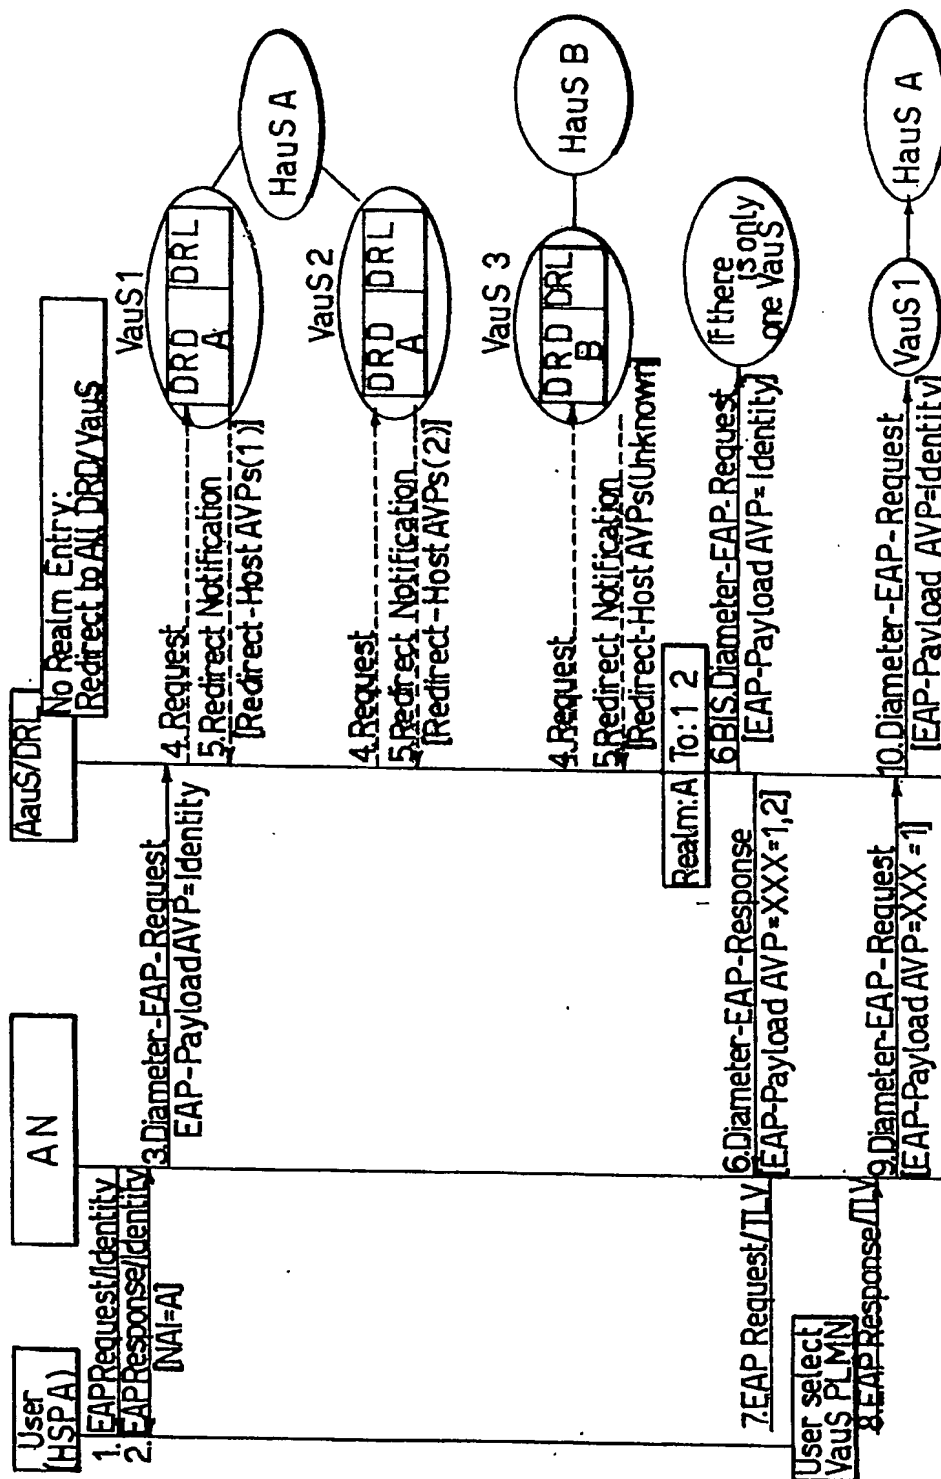 User
(HSPA)
AN
AauS/DRL
No Realm Entry:
Redirect to All DRD/VauS
1. EAPRequest/Identity
2. EAPResponse/Identity
[NAI=A]
3.Diameter-EAP-Request
EAP-PayloadAVP=Identity
4.Request
5.Redirect Notification
[Redirect-Host AVPs(1)]
VauS1
DRD
A
DRL
HauS A
4.Request
5.Redirect Notification
[Redirect-Host AVPs(2)]
VauS2
DRD
A
DRL
4.Request
5.Redirect Notification
[Redirect-Host AVPs(Unknown]
VauS 3
DRD
B
DRL
HauS B
Realm:A To:1 2
6BIS.Diameter-EAP-Request
[EAP-Payload AVP=Identity]
If there
is only
one VauS
6.Diameter-EAP-Response
[EAP-Payload AVP=XXX=1,2]
7.EAP Request/TLV
User select
VauS PLMN
8.EAP Response/TLV
9.Diameter-EAP-Request
[EAP-Payload AVP=XXX=1]
10.Diameter-EAP-Request
[EAP-Payload AVP=Identity]
VauS1
HauS A